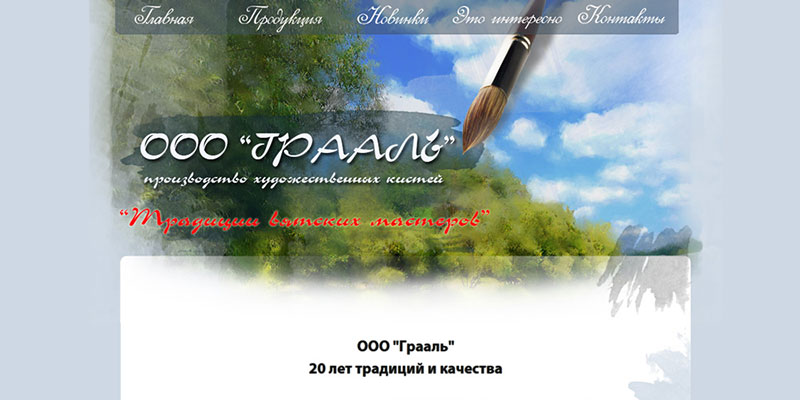 Главная Продукция Новинки Это интересно Контакты
ООО "ГРААЛЬ"
производство художественных кистей
"Традиции вятских мастеров"
ООО "Грааль"
20 лет традиций и качества